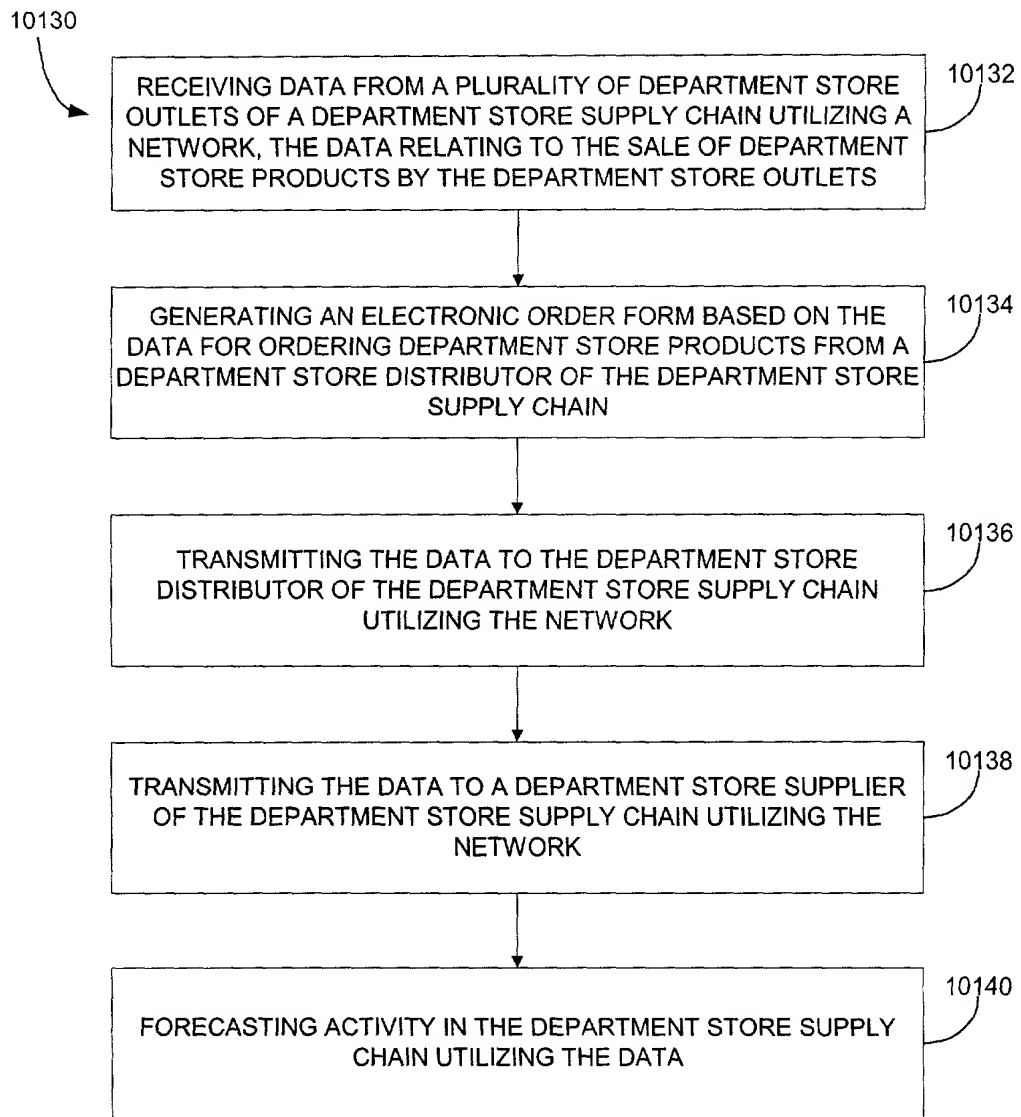 10130
RECEIVING DATA FROM A PLURALITY OF DEPARTMENT STORE
OUTLETS OF A DEPARTMENT STORE SUPPLY CHAIN UTILIZING A
NETWORK, THE DATA RELATING TO THE SALE OF DEPARTMENT
STORE PRODUCTS BY THE DEPARTMENT STORE OUTLETS
10132
GENERATING AN ELECTRONIC ORDER FORM BASED ON THE
DATA FOR ORDERING DEPARTMENT STORE PRODUCTS FROM A
DEPARTMENT STORE DISTRIBUTOR OF THE DEPARTMENT STORE
SUPPLY CHAIN
10134
TRANSMITTING THE DATA TO THE DEPARTMENT STORE
DISTRIBUTOR OF THE DEPARTMENT STORE SUPPLY CHAIN
UTILIZING THE NETWORK
10136
TRANSMITTING THE DATA TO A DEPARTMENT STORE SUPPLIER
OF THE DEPARTMENT STORE SUPPLY CHAIN UTILIZING THE
NETWORK
10138
FORECASTING ACTIVITY IN THE DEPARTMENT STORE SUPPLY
CHAIN UTILIZING THE DATA
10140